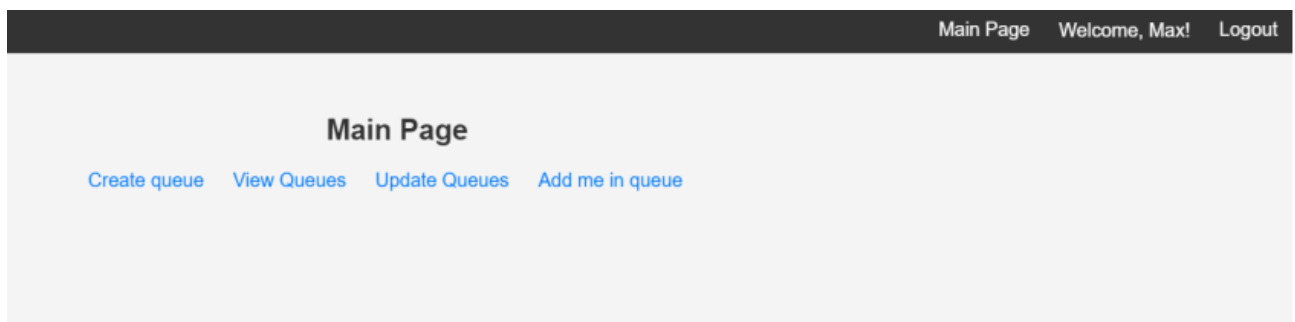 Main Page Welcome, Max! Logout
Main Page
Create queue View Queues Update Queues Add me in queue